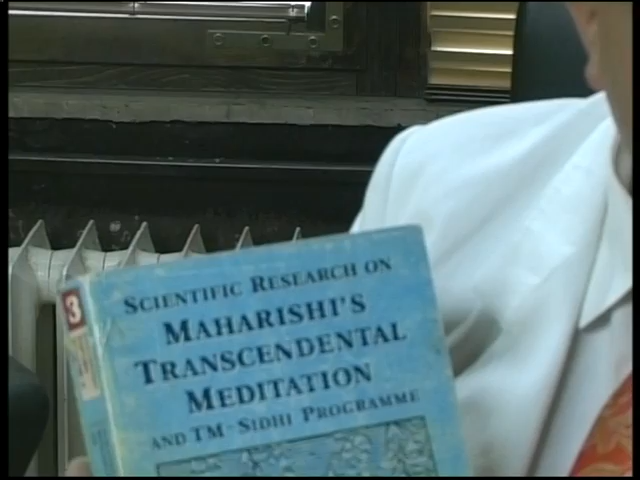 3
Scientific Research on
Maharishi's
Transcendental
Meditation
and TM-Sidhi Programme